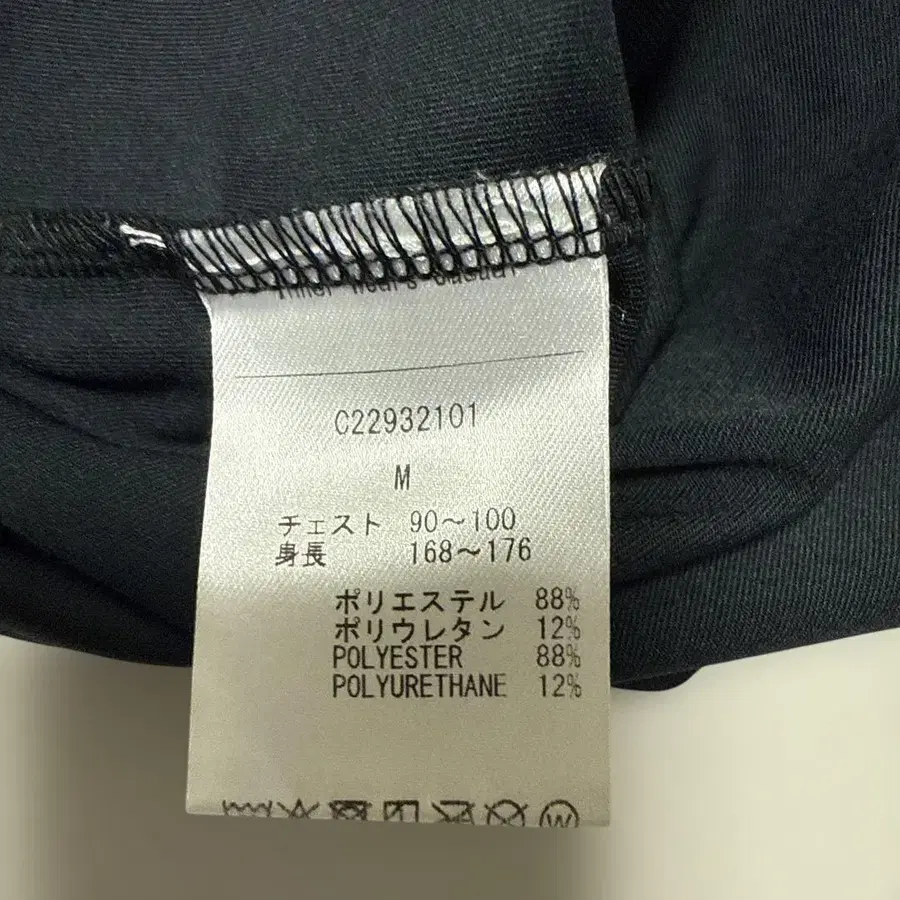 C22932101
M
チェスト 90～100
身長 168～176
ポリエステル 88%
ポリウレタン 12%
POLYESTER 88%
POLYURETHANE 12%
W